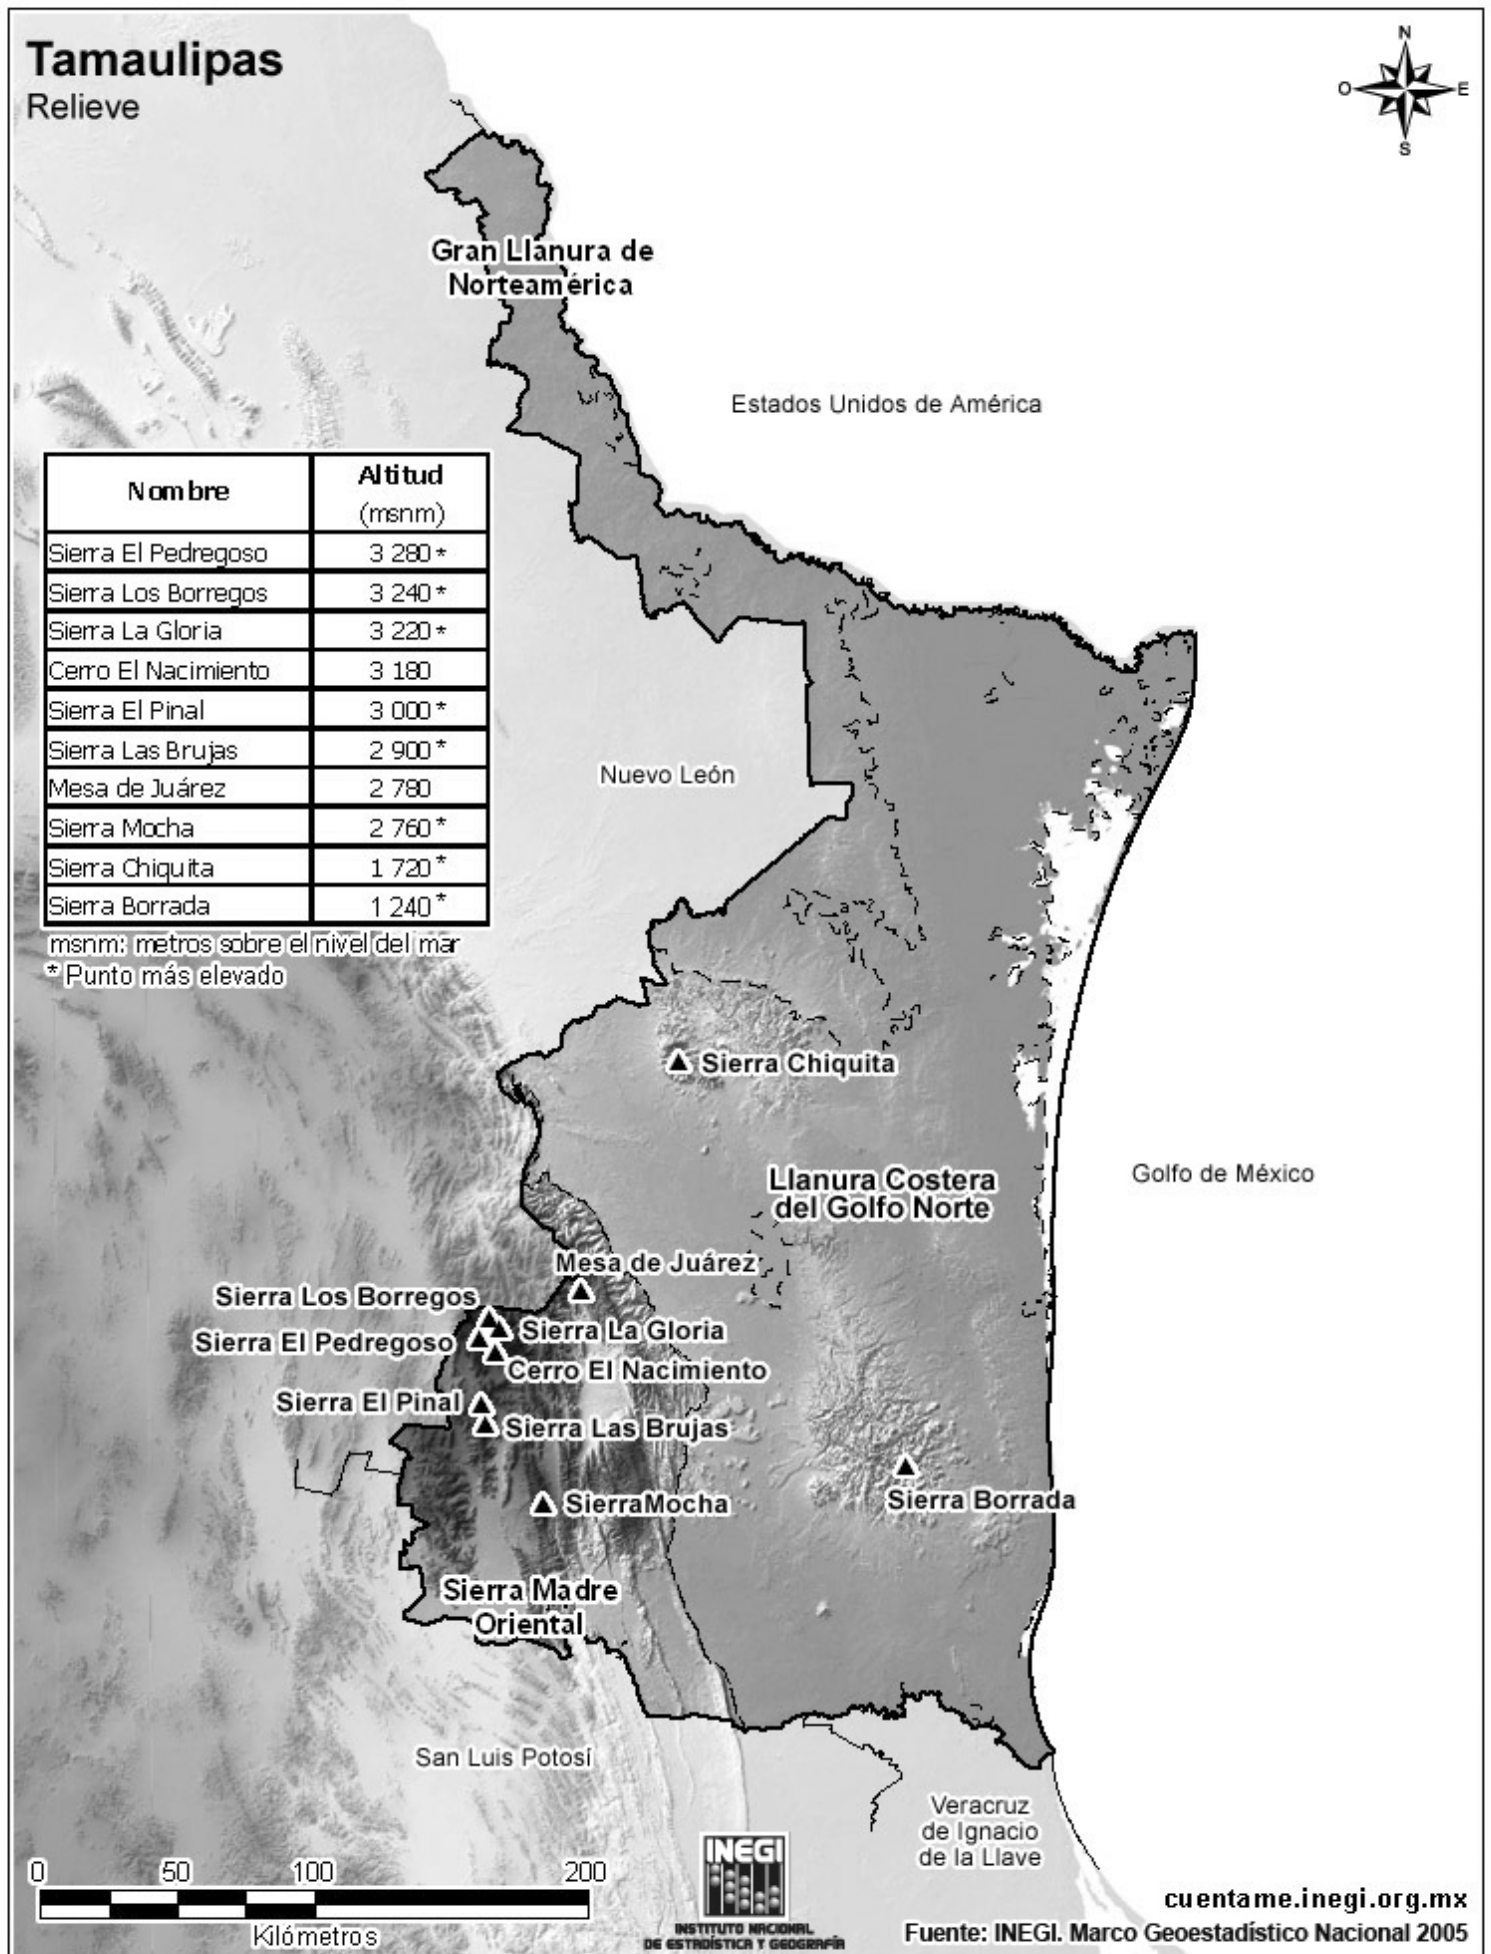 Tamaulipas
Relieve
N
O
E
S
Gran Llanura de
Norteamérica
Estados Unidos de América
Nombre
Altitud
(msnm)
Sierra El Pedregoso 3 280 *
Sierra Los Borregos 3 240 *
Sierra La Gloria 3 220 *
Cerro El Nacimiento 3 180
Sierra El Pinal 3 000 *
Sierra Las Brujas 2 900 *
Mesa de Juárez 2 780
Sierra Mocha 2 760 *
Sierra Chiquita 1 720 *
Sierra Borrada 1 240 *
msnm: metros sobre el nivel del mar
* Punto más elevado
Nuevo León
Sierra Chiquita
Golfo de México
Llanura Costera
del Golfo Norte
Mesa de Juárez
Sierra Los Borregos
Sierra La Gloria
Sierra El Pedregoso
Cerro El Nacimiento
Sierra El Pinal
Sierra Las Brujas
SierraMocha
Sierra Borrada
Sierra Madre
Oriental
San Luis Potosí
Veracruz
de Ignacio
de la Llave
0 50 100 200
Kilómetros
INEGI
INSTITUTO NACIONAL
DE ESTADÍSTICA Y GEOGRAFÍA
cuentame.inegi.org.mx
Fuente: INEGI. Marco Geoestadístico Nacional 2005